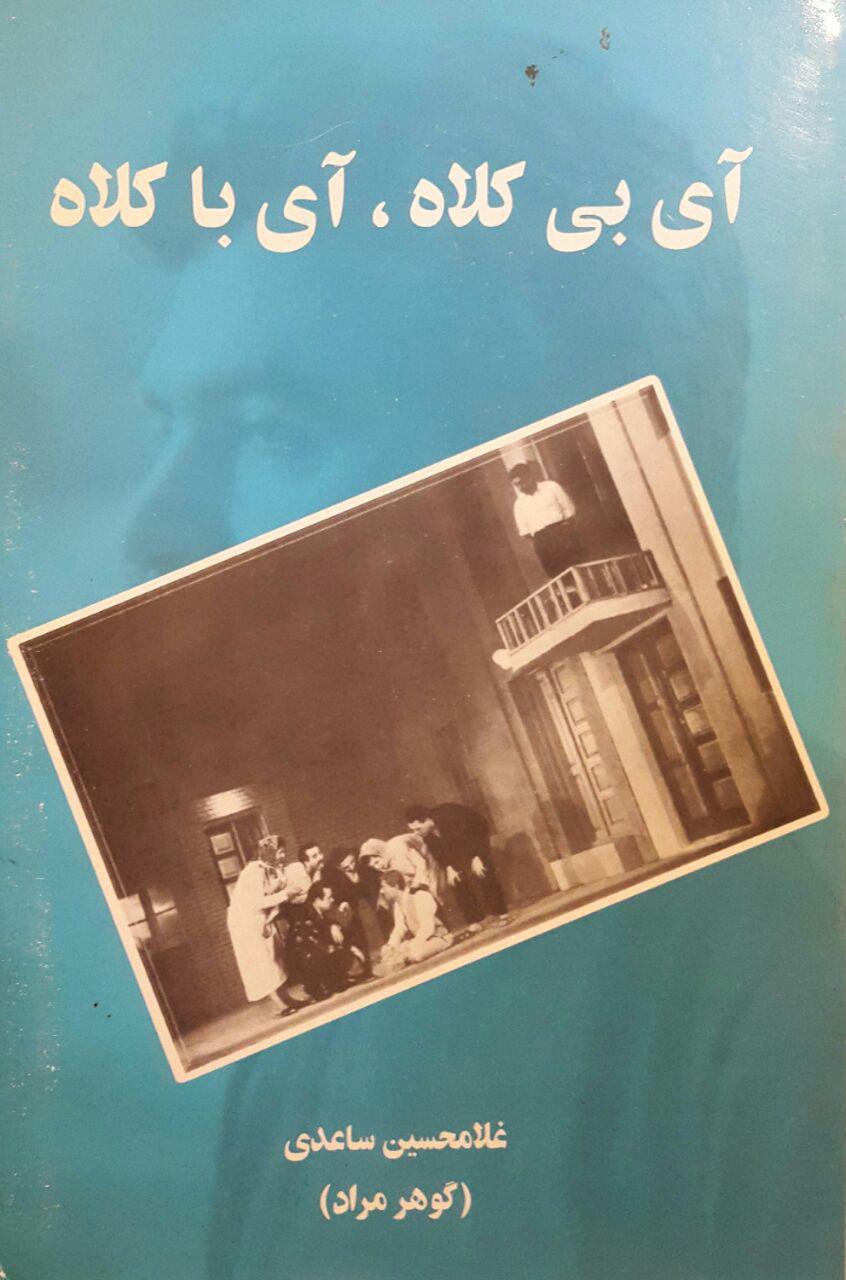 آی بی کلاه ، آی با کلاه
غلامحسین ساعدی
(گوهر مراد)